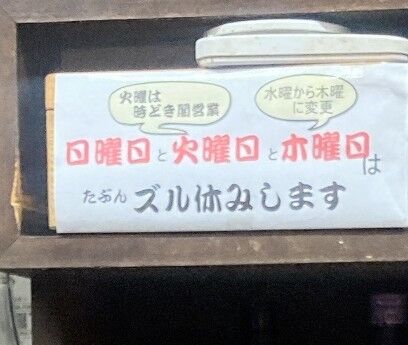 火曜は
時どき闇営業
水曜から木曜
に変更
日曜日と火曜日と木曜日は
たぶん ズル休みします